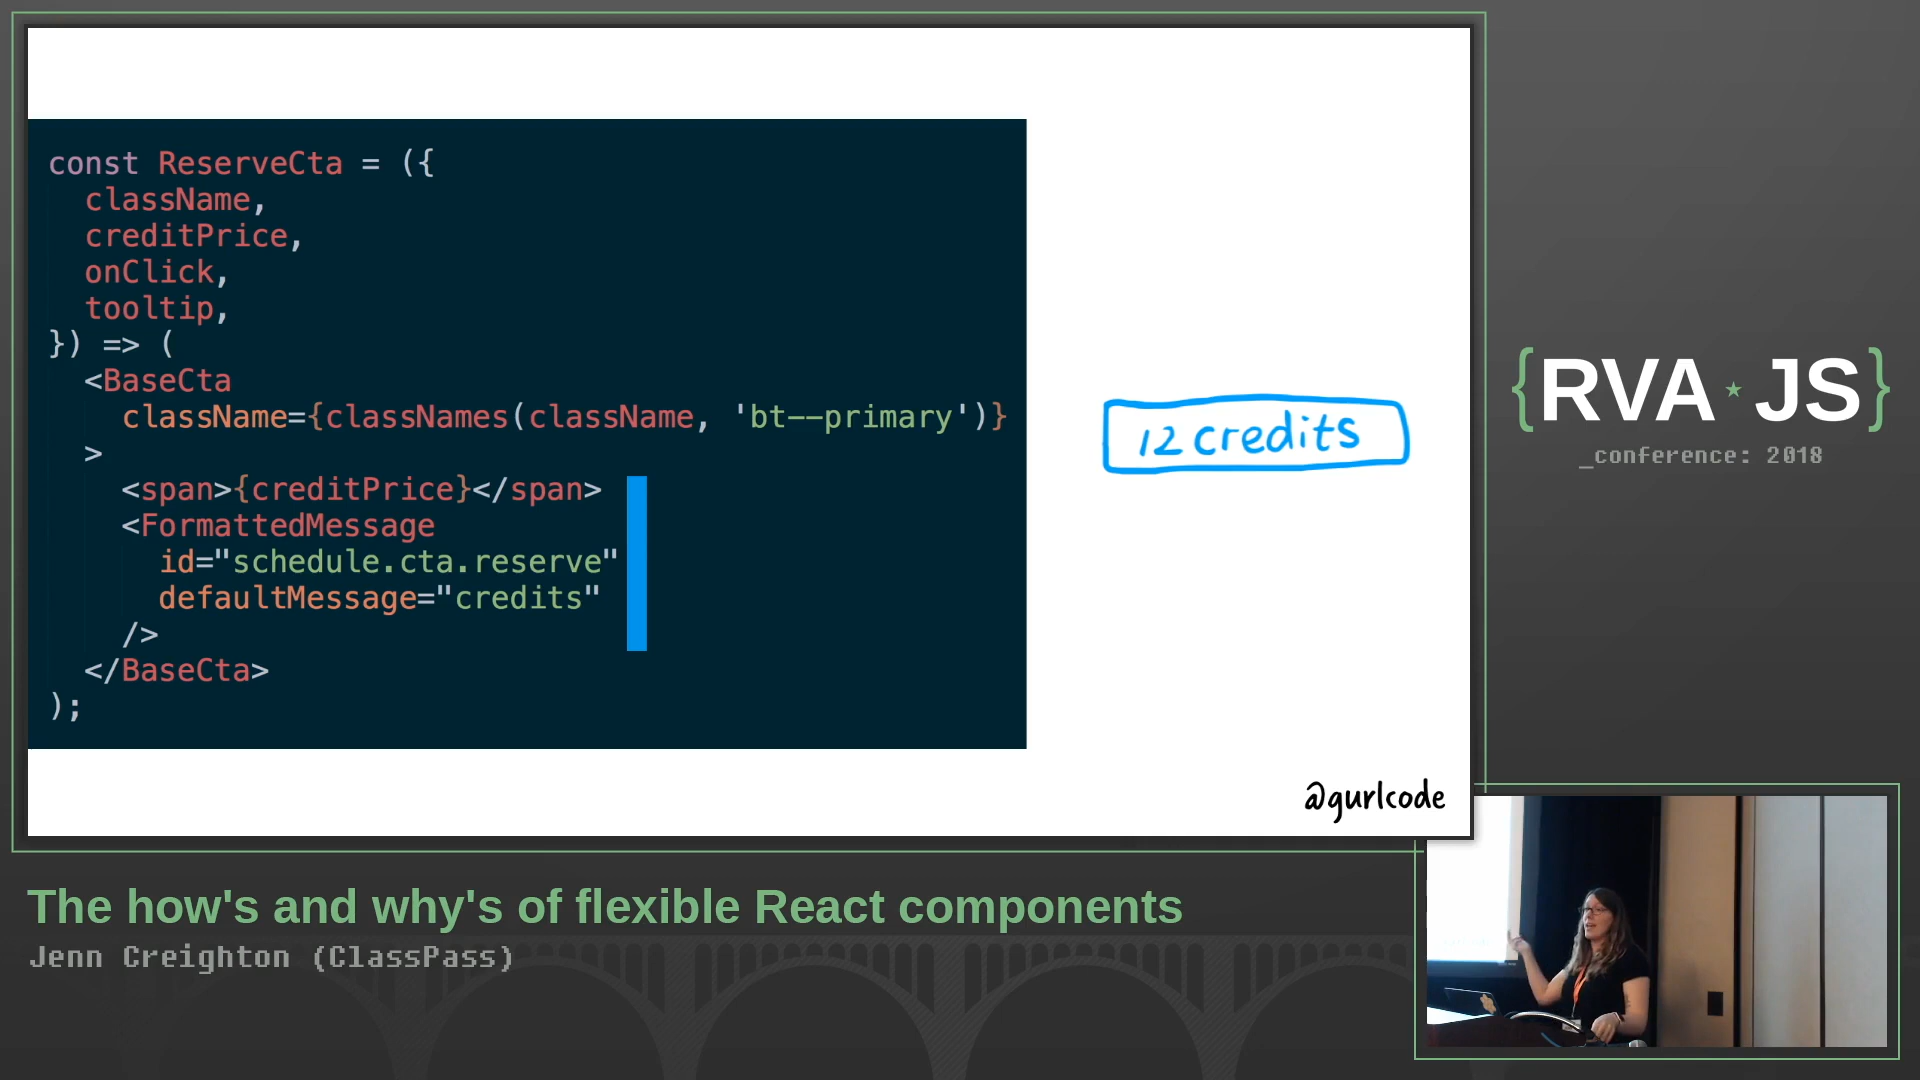 const ReserveCta = ({
className,
creditPrice,
onClick,
tooltip,
}) => (
<BaseCta
className={classNames(className, 'bt--primary')}
>
<span>{creditPrice}</span>
<FormattedMessage
id="schedule.cta.reserve"
defaultMessage="credits"
/>
</BaseCta>
);
12 credits
@gurlcode
{RVA★JS}
_conference: 2018
The how's and why's of flexible React components
Jenn Creighton (ClassPass)